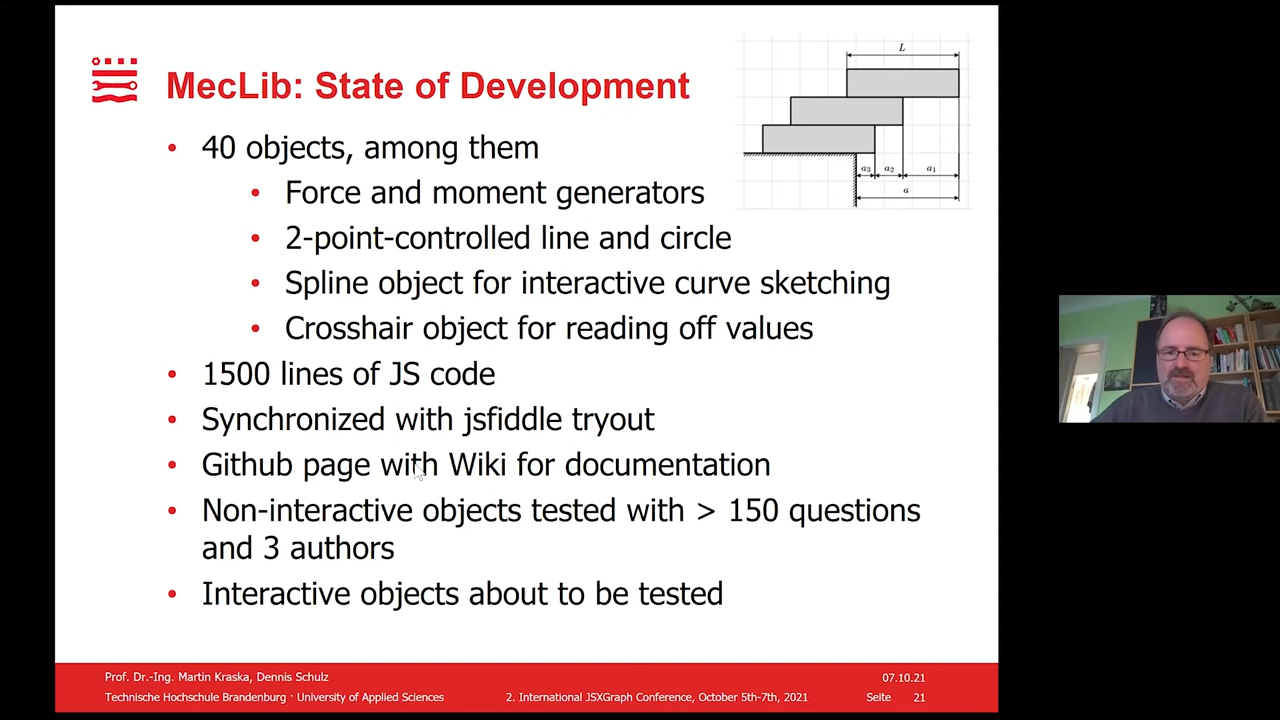 MecLib: State of Development
L
a3 a2 a1
a
• 40 objects, among them
• Force and moment generators
• 2-point-controlled line and circle
• Spline object for interactive curve sketching
• Crosshair object for reading off values
• 1500 lines of JS code
• Synchronized with jsfiddle tryout
• Github page with Wiki for documentation
• Non-interactive objects tested with > 150 questions
and 3 authors
• Interactive objects about to be tested
Prof. Dr.-Ing. Martin Kraska, Dennis Schulz
07.10.21
Technische Hochschule Brandenburg · University of Applied Sciences
2. International JSXGraph Conference, October 5th-7th, 2021
Seite 21